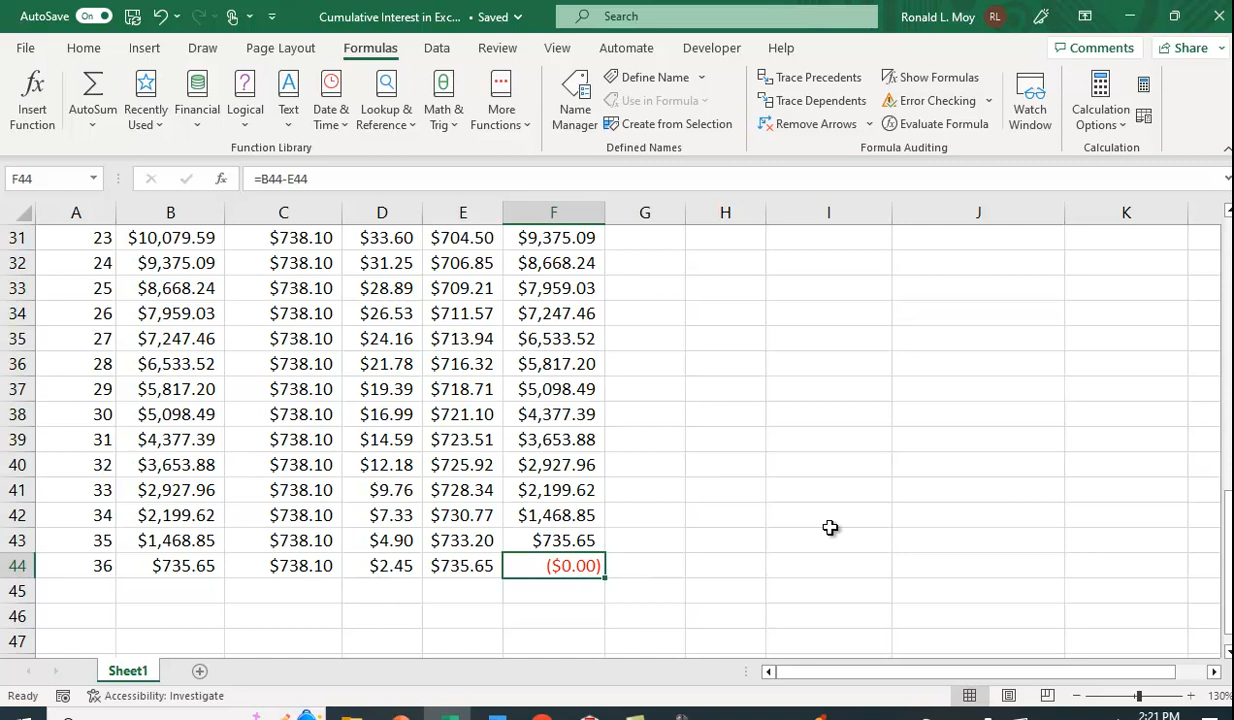 AutoSave On Cumulative Interest in Exc... • Saved Search Ronald L. Moy RL
File Home Insert Draw Page Layout Formulas Data Review View Automate Developer Help Comments Share
fx Σ θ
Insert Function AutoSum Recently Used Financial Logical Text Date & Time Lookup & Reference Math & Trig More Functions Name Manager Define Name Trace Precedents Show Formulas Watch Window Calculation Options
Use in Formula Trace Dependents Error Checking
Create from Selection Remove Arrows Evaluate Formula
Function Library Defined Names Formula Auditing Calculation
F44 fx =B44-E44
A B C D E F G H I J K
31 23 $10,079.59 $738.10 $33.60 $704.50 $9,375.09
32 24 $9,375.09 $738.10 $31.25 $706.85 $8,668.24
33 25 $8,668.24 $738.10 $28.89 $709.21 $7,959.03
34 26 $7,959.03 $738.10 $26.53 $711.57 $7,247.46
35 27 $7,247.46 $738.10 $24.16 $713.94 $6,533.52
36 28 $6,533.52 $738.10 $21.78 $716.32 $5,817.20
37 29 $5,817.20 $738.10 $19.39 $718.71 $5,098.49
38 30 $5,098.49 $738.10 $16.99 $721.10 $4,377.39
39 31 $4,377.39 $738.10 $14.59 $723.51 $3,653.88
40 32 $3,653.88 $738.10 $12.18 $725.92 $2,927.96
41 33 $2,927.96 $738.10 $9.76 $728.34 $2,199.62
42 34 $2,199.62 $738.10 $7.33 $730.77 $1,468.85
43 35 $1,468.85 $738.10 $4.90 $733.20 $735.65
44 36 $735.65 $738.10 $2.45 $735.65 ($0.00)
45
46
47
Sheet1
Ready Accessibility: Investigate 130%
2:21 PM